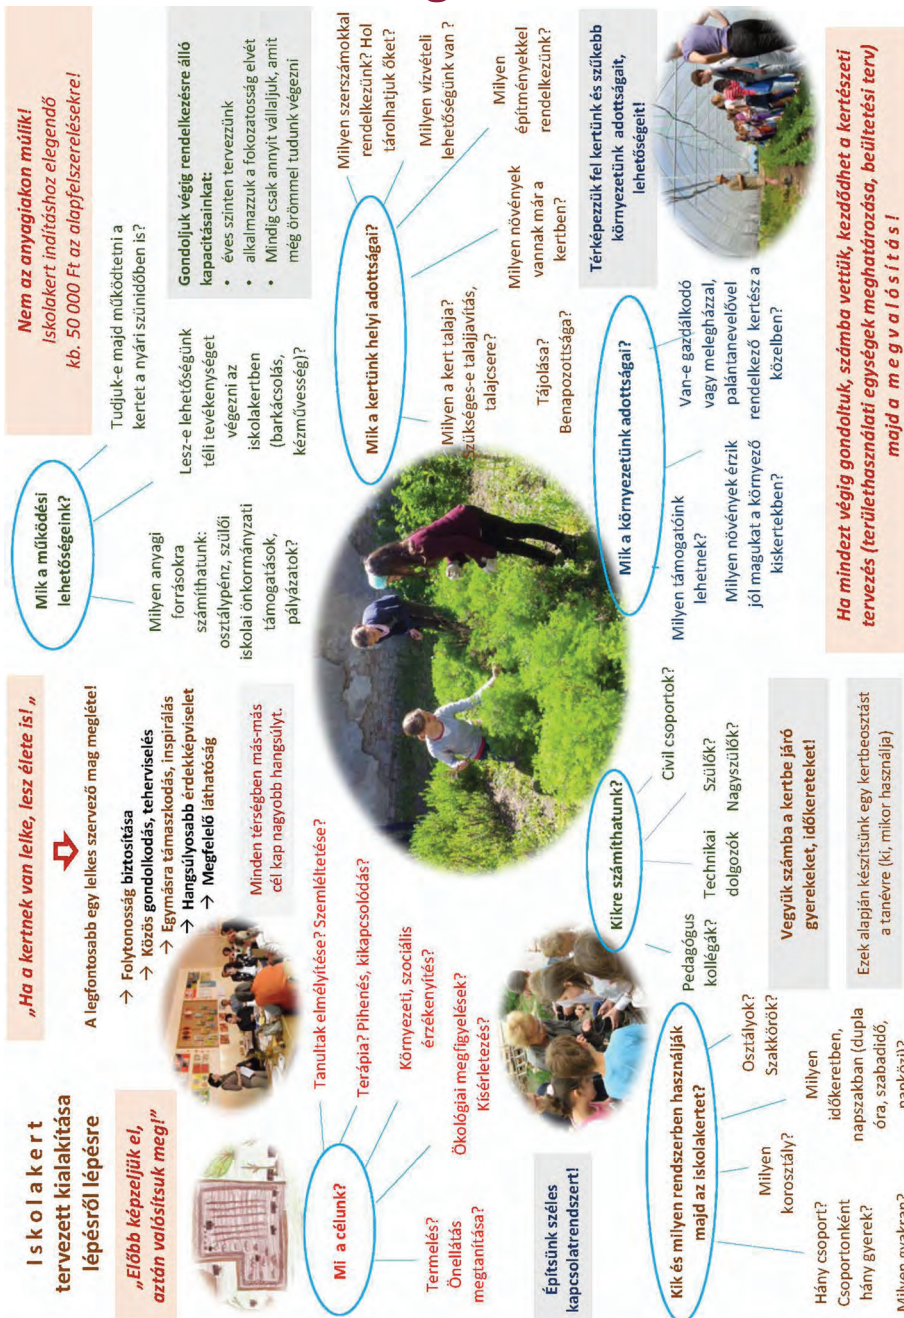 Iskolakert
tervezett kialakítása
lépésről lépésre
„Előbb képzeljük el,
aztán valósítsuk meg!”
„Ha a kertnek van lelke, lesz élete is! „
A legfontosabb egy lelkes szervező mag megléte!
→ Folytonosság biztosítása
→ Közös gondolkodás, teherviselés
→ Egymásra támaszkodás, inspirálás
→ Hangsúlyosabb érdekképviselet
→ Megfelelő láthatóság
Minden térségben más-más
cél kap nagyobb hangsúlyt.
Mi a célunk?
Tanultak elmélyítése? Szemléltetése?
Terápia? Pihenés, kikapcsolódás?
Környezeti, szociális
érzékenyítés?
Ökológiai megfigyelések?
Kísérletezés?
Termelés?
Önellátás
megtanítása?
Mik a működési
lehetőségeink?
Milyen anyagi
forrásokra
számíthatunk:
osztálypénz, szülői
iskolai önkormányzati
támogatások,
pályázatok?
Lesz-e lehetőségünk
téli tevékenységet
végezni az
iskolakertben
(barkácsolás,
kézművesség)?
Tudjuk-e majd működtetni a
kertet a nyári szünidőben is?
Nem az anyagiakon múlik!
Iskolakert indításhoz elegendő
kb. 50 000 Ft az alapfelszerelésekre!
Gondoljuk végig rendelkezésre álló
kapacitásainkat:
• éves szinten tervezzünk
• alkalmazzuk a fokozatosság elvét
• Mindig csak annyit vállaljuk, amit
még örömmel tudunk végezni
Mik a kertünk helyi adottságai?
Milyen a kert talaja?
Szükséges-e talajjavítás,
talajcsere?
Tájolása?
Benapozottsága?
Milyen növények
vannak már a
kertben?
Milyen szerszámokkal
rendelkezünk? Hol
tárolhatjuk őket?
Milyen vízvételi
lehetőségünk van ?
Milyen
építményekkel
rendelkezünk?
Térképezzük fel kertünk és szűkebb
környezetünk adottságait,
lehetőségeit!
Építsünk széles
kapcsolatrendszert!
Kikre számíthatunk?
Pedagógus
kollégák?
Technikai
dolgozók
Szülők?
Nagyszülők?
Civil csoportok?
Mik a környezetünk adottságai?
Milyen támogatóink
lehetnek?
Milyen növények érzik
jól magukat a környező
kiskertekben?
Van-e gazdálkodó
vagy melegházzal,
palántanevelővel
rendelkező kertész a
közelben?
Kik és milyen rendszerben használják
majd az iskolakertet?
Hány csoport?
Csoportonként
hány gyerek?
Milyen gyakran?
Milyen
korosztály?
Osztályok?
Szakkörök?
Milyen
időkeretben,
napszakban (dupla
óra, szabadidő,
napközi)?
Vegyük számba a kertbe járó
gyerekeket, időkereteket!
Ezek alapján készítsünk egy kertbeosztást
a tanévre (ki, mikor használja)
Ha mindezt végig gondoltuk, számba vettük, kezdődhet a kertészeti
tervezés (területhasználati egységek meghatározása, beültetési terv)
majd a megvalósítás!